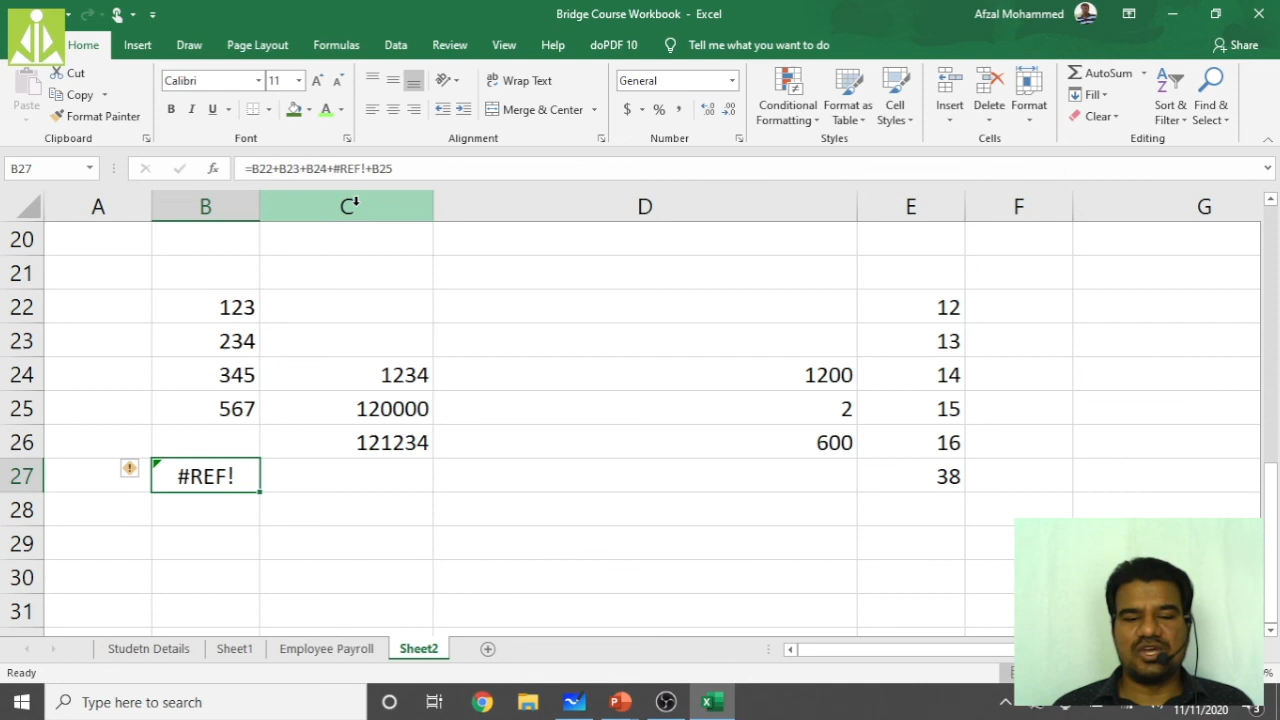 Bridge Course Workbook - Excel
Afzal Mohammed
Home Insert Draw Page Layout Formulas Data Review View Help doPDF 10 Tell me what you want to do Share
Paste
Cut
Copy
Format Painter
Clipboard
Calibri 11
B I U
Font
Wrap Text
Merge & Center
Alignment
General
$ % ,
Number
Conditional Formatting
Format as Table
Cell Styles
Styles
Insert Delete Format
Cells
AutoSum
Fill
Clear
Sort & Filter
Find & Select
Editing
B27 fx =B22+B23+B24+#REF!+B25
A B C D E F G
20
21
22 123 12
23 234 13
24 345 1234 1200 14
25 567 120000 2 15
26 121234 600 16
27 #REF! 38
28
29
30
31
Studetn Details Sheet1 Employee Payroll Sheet2
Ready
Type here to search
11/11/2020